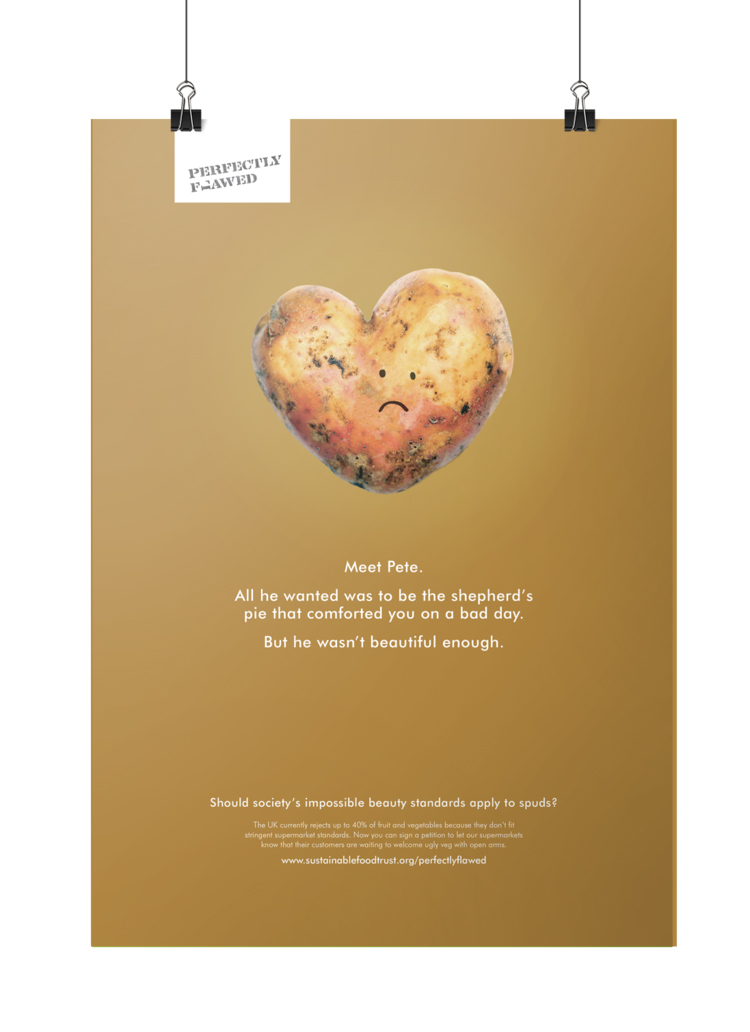 PERFECTLY
FLAWED
Meet Pete.
All he wanted was to be the shepherd's
pie that comforted you on a bad day.
But he wasn't beautiful enough.
Should society's impossible beauty standards apply to spuds?
The UK currently rejects up to 40% of fruit and vegetables because they don't fit
stringent supermarket standards. Now you can sign a petition to let our supermarkets
know that their customers are waiting to welcome ugly veg with open arms.
www.sustainablefoodtrust.org/perfectlyflawed